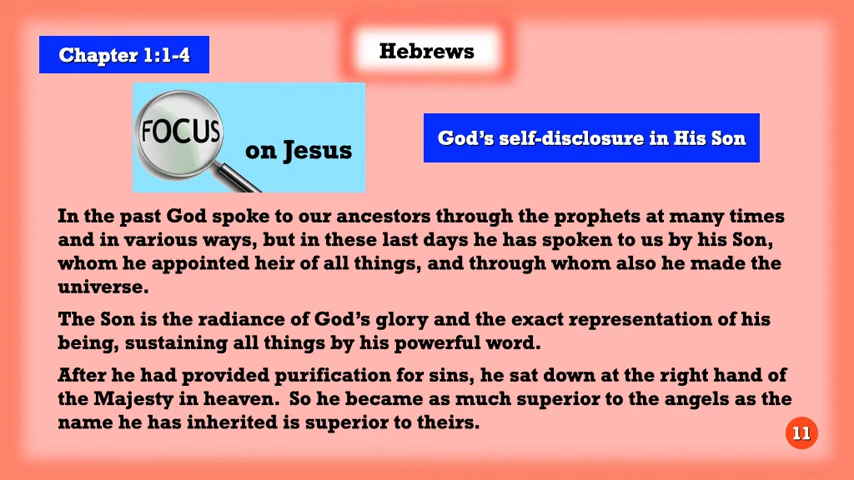 Chapter 1:1-4
Hebrews
FOCUS
on Jesus
God's self-disclosure in His Son
In the past God spoke to our ancestors through the prophets at many times
and in various ways, but in these last days he has spoken to us by his Son,
whom he appointed heir of all things, and through whom also he made the
universe.
The Son is the radiance of God's glory and the exact representation of his
being, sustaining all things by his powerful word.
After he had provided purification for sins, he sat down at the right hand of
the Majesty in heaven.  So he became as much superior to the angels as the
name he has inherited is superior to theirs.
11